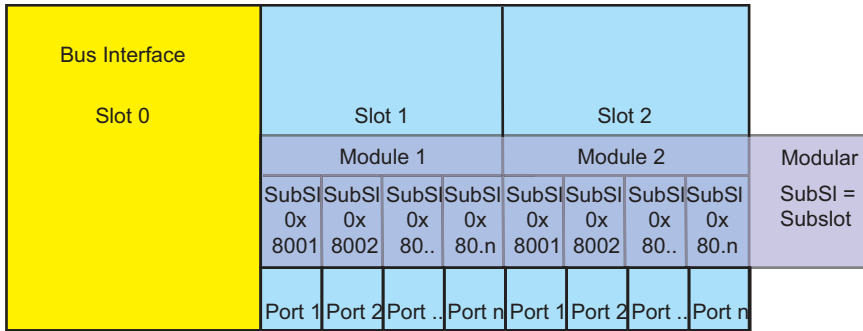 Bus Interface
Slot 0
Slot 1
Slot 2
Module 1
Module 2
Modular
SubSl SubSl SubSl SubSl SubSl SubSl SubSl SubSl
0x 0x 0x 0x 0x 0x 0x 0x
8001 8002 80.. 80.n 8001 8002 80.. 80.n
SubSl =
Subslot
Port 1 Port 2 Port .. Port n Port 1 Port 2 Port .. Port n